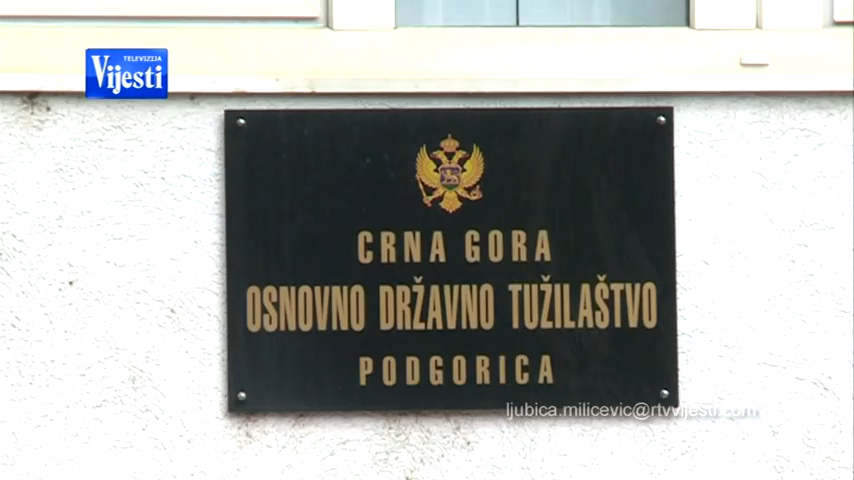 TELEVIZIJA
Vijesti
CRNA GORA
OSNOVNO DRŽAVNO TUŽILAŠTVO
PODGORICA
ljubica.milicevic@rtvvijesti.com